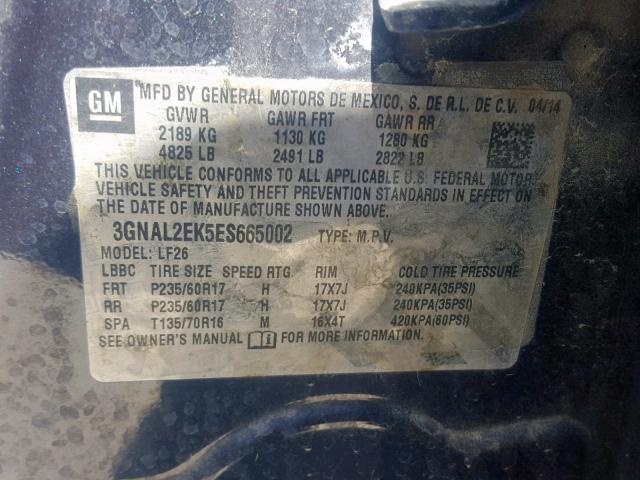 GM MFD BY GENERAL MOTORS DE MEXICO, S. DE R.L. DE C.V. 04/14
GVWR GAWR FRT GAWR RR
2189 KG 1130 KG 1280 KG
4825 LB 2491 LB 2822 LB
THIS VEHICLE CONFORMS TO ALL APPLICABLE U.S. FEDERAL MOTOR
VEHICLE SAFETY AND THEFT PREVENTION STANDARDS IN EFFECT ON
THE DATE OF MANUFACTURE SHOWN ABOVE.
3GNAL2EK5ES665002 TYPE: M.P.V.
MODEL: LF26
LBBC TIRE SIZE SPEED RTG RIM COLD TIRE PRESSURE
FRT P235/60R17 H 17X7J 240KPA(35PSI)
RR P235/60R17 H 17X7J 240KPA(35PSI)
SPA T135/70R16 M 16X4T 420KPA(60PSI)
SEE OWNER'S MANUAL FOR MORE INFORMATION.